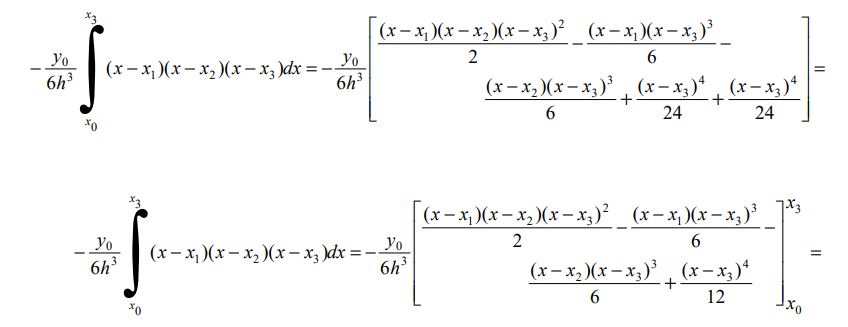 $-\frac{y_0}{6h^3}\int_{x_0}^{x_3}(x-x_1)(x-x_2)(x-x_3)dx=-\frac{y_0}{6h^3}\left[\frac{(x-x_1)(x-x_2)(x-x_3)^2}{2}-\frac{(x-x_1)(x-x_3)^3}{6}-\right.$
$\left.\frac{(x-x_2)(x-x_3)^3}{6}+\frac{(x-x_3)^4}{24}+\frac{(x-x_3)^4}{24}\right]=$
$-\frac{y_0}{6h^3}\int_{x_0}^{x_3}(x-x_1)(x-x_2)(x-x_3)dx=-\frac{y_0}{6h^3}\left[\frac{(x-x_1)(x-x_2)(x-x_3)^2}{2}-\frac{(x-x_1)(x-x_3)^3}{6}-\right.$
$\left.\frac{(x-x_2)(x-x_3)^3}{6}+\frac{(x-x_3)^4}{12}\right]_{x_0}^{x_3}=$